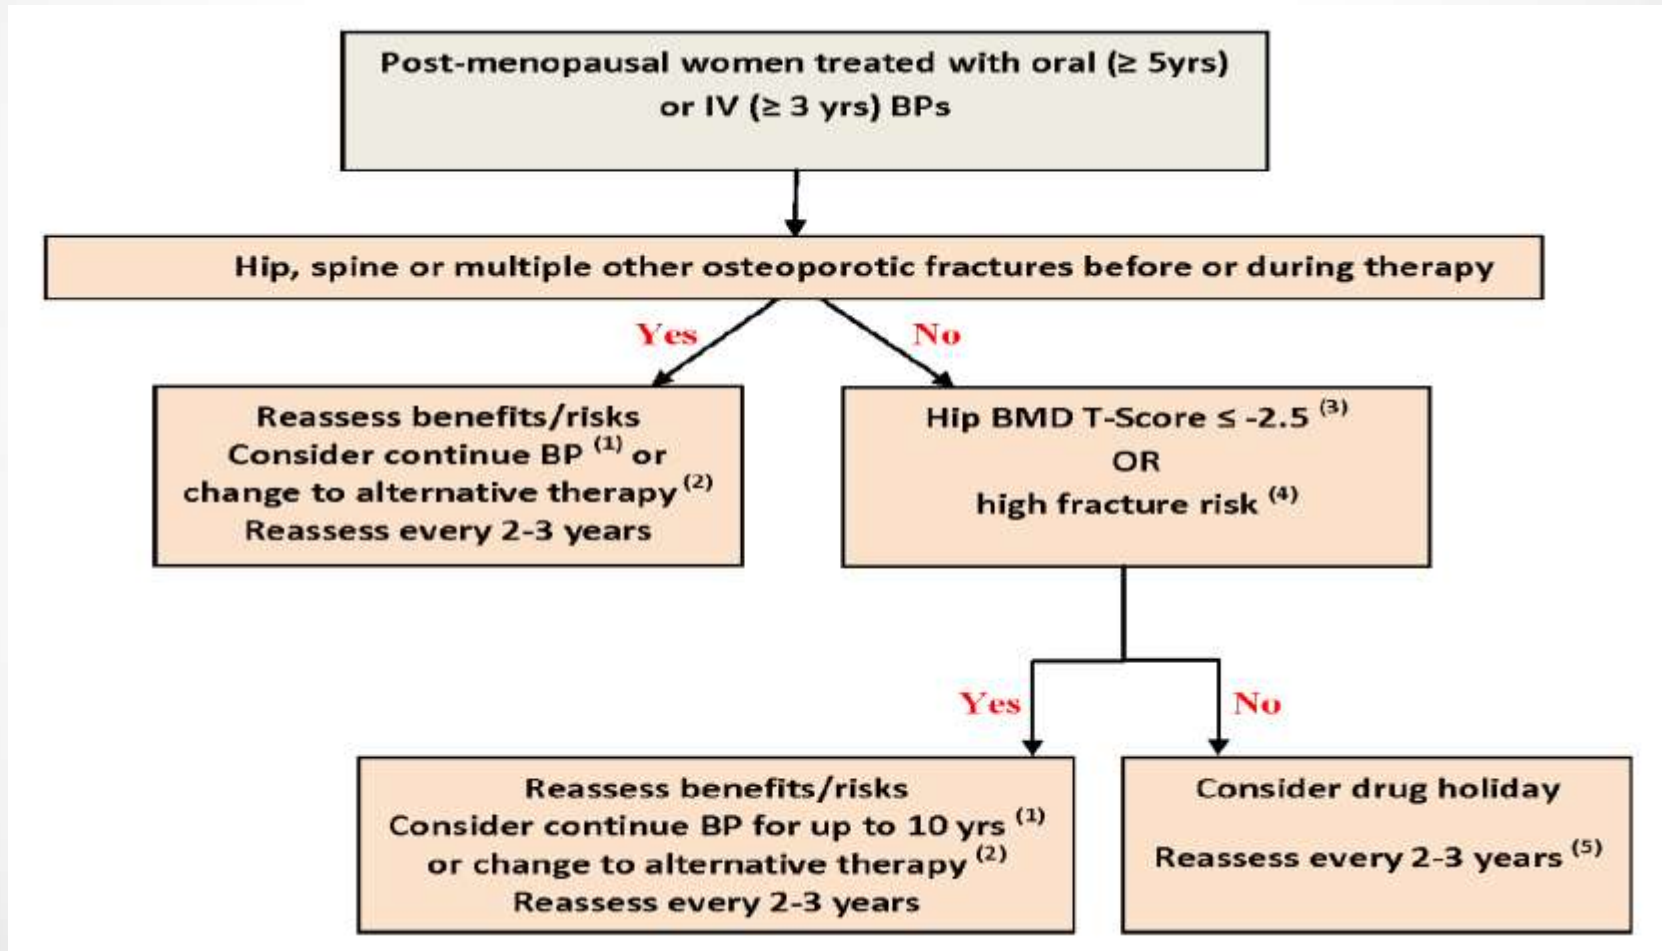 Post-menopausal women treated with oral (≥ 5yrs)
or IV (≥ 3 yrs) BPs
Hip, spine or multiple other osteoporotic fractures before or during therapy
Yes
No
Reassess benefits/risks
Consider continue BP (1) or
change to alternative therapy (2)
Reassess every 2-3 years
Hip BMD T-Score ≤ -2.5 (3)
OR
high fracture risk (4)
Yes
No
Reassess benefits/risks
Consider continue BP for up to 10 yrs (1)
or change to alternative therapy (2)
Reassess every 2-3 years
Consider drug holiday
Reassess every 2-3 years (5)